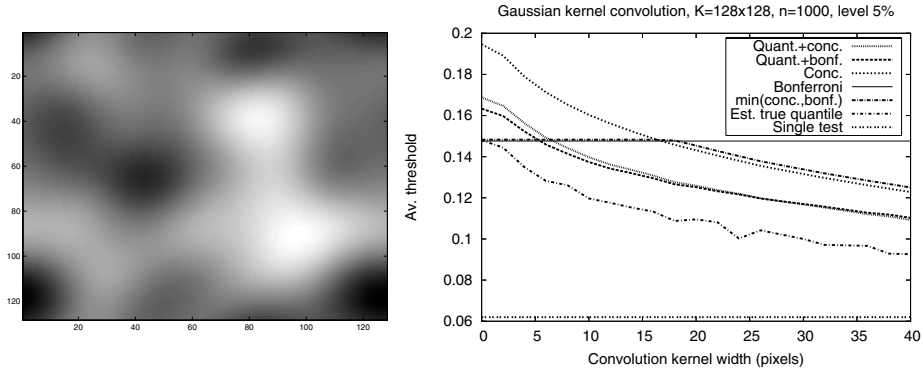 20
40
60
80
100
120
20 40 60 80 100 120
Gaussian kernel convolution, K=128x128, n=1000, level 5%
Av. threshold
0.2
0.18
0.16
0.14
0.12
0.1
0.08
0.06
Quant.+conc.
Quant.+bonf.
Conc.
Bonferroni
min(conc.,bonf.)
Est. true quantile
Single test
0 5 10 15 20 25 30 35 40
Convolution kernel width (pixels)